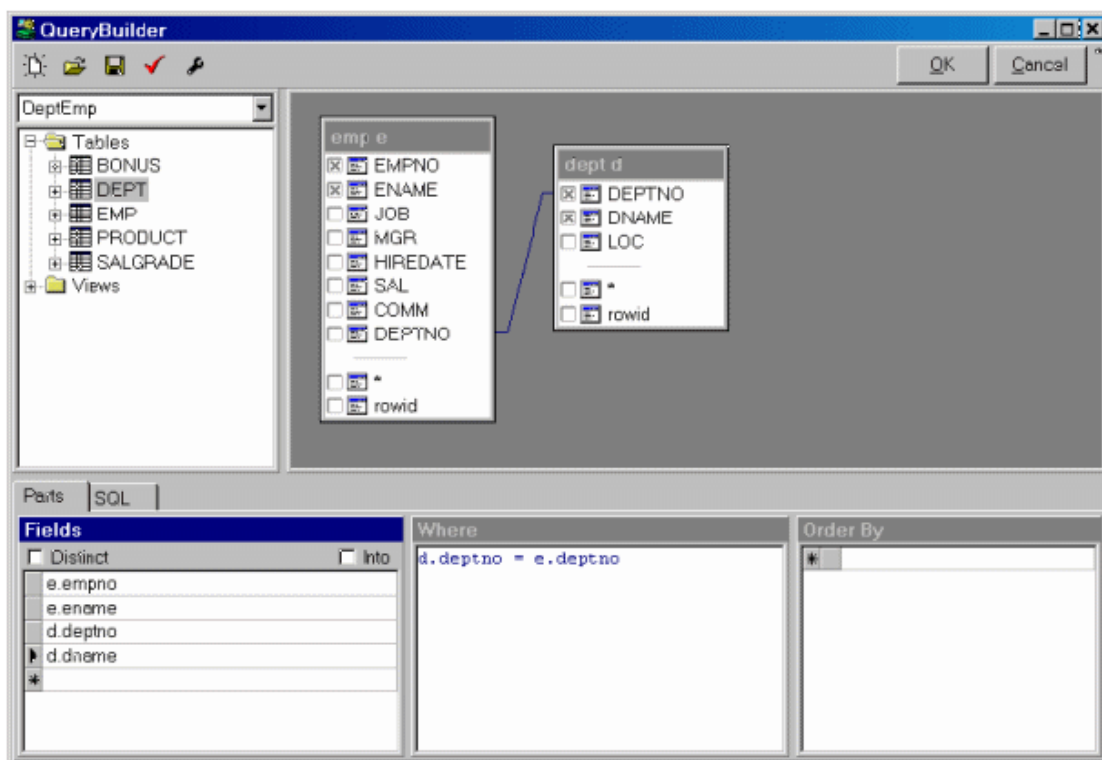 QueryBuilder
OK
Cancel
DeptEmp
Tables
BONUS
DEPT
EMP
PRODUCT
SALGRADE
Views
emp e
EMPNO
ENAME
JOB
MGR
HIREDATE
SAL
COMM
DEPTNO
*
rowid
dept d
DEPTNO
DNAME
LOC
*
rowid
Parts
SQL
Fields
Distinct
Into
e.empno
e.ename
d.deptno
d.dname
*
Where
d.deptno = e.deptno
Order By
*